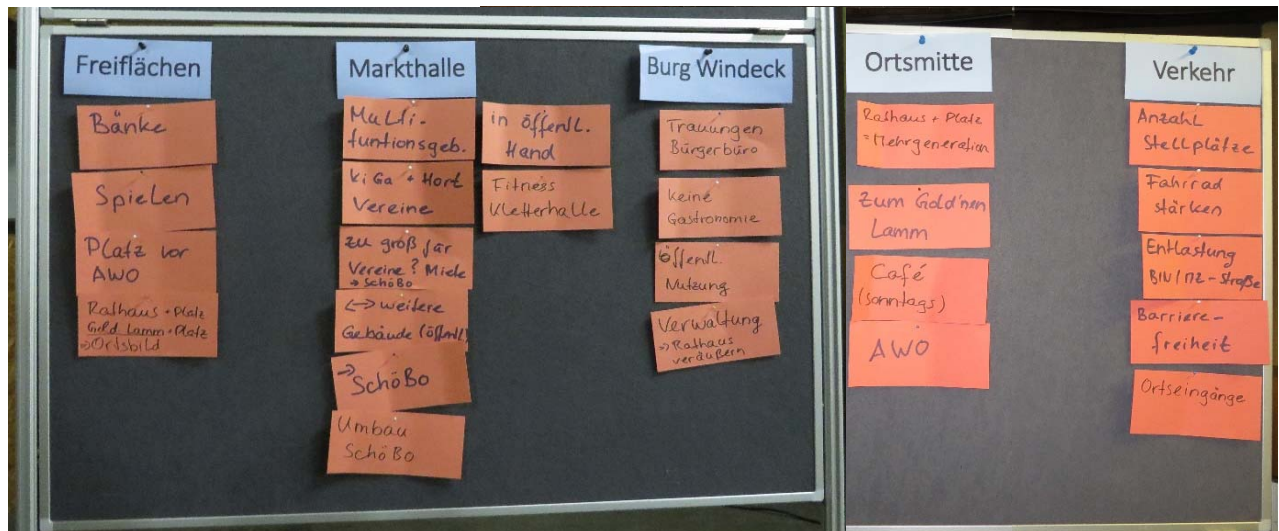 Freiflächen
Bänke
Spielen
Platz vor
AWO
Rathaus + Platz
Gold Lamm + Platz
→ Ortsbild
Markthalle
Multi-
funtionsgeb.
KiGa + Hort
Vereine
zu groß für
Vereine? Miete
→ SchöBo
↔ weitere
Gebäude (öffentl)
→
SchöBo
Umbau
SchöBo
in öffentl.
Hand
Fitness
Kletterhalle
Burg Windeck
Trauungen
Bürgerbüro
keine
Gastronomie
öffentl.
Nutzung
Verwaltung
→ Rathaus
veräußern
Ortsmitte
Rathaus + Platz
= Mehrgeneration
Zum Gold'nen
Lamm
Café
(sonntags)
AWO
Verkehr
Anzahl
Stellplätze
Fahrrad
stärken
Entlastung
BIN/MZ-Straße
Barriere-
freiheit
Ortseingänge